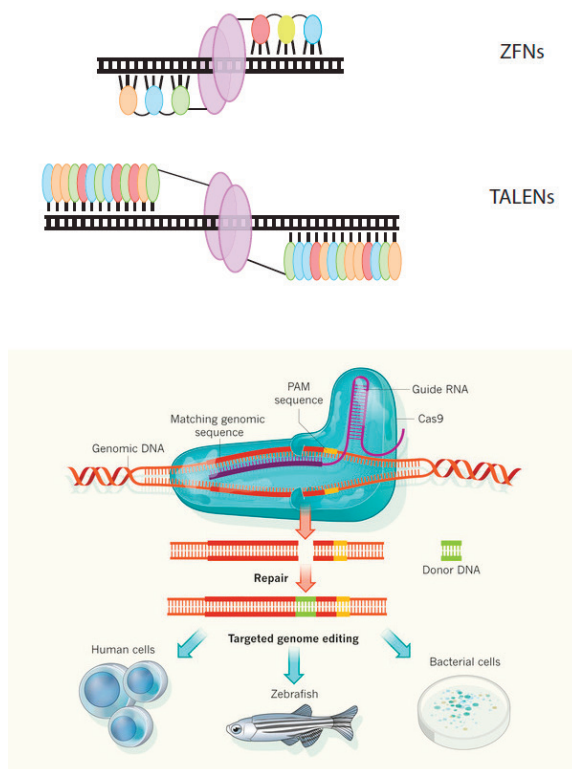 ZFNs
TALENs
PAM
sequence
Guide RNA
Matching genomic
sequence
Cas9
Genomic DNA
Repair
Donor DNA
Targeted genome editing
Human cells
Zebrafish
Bacterial cells